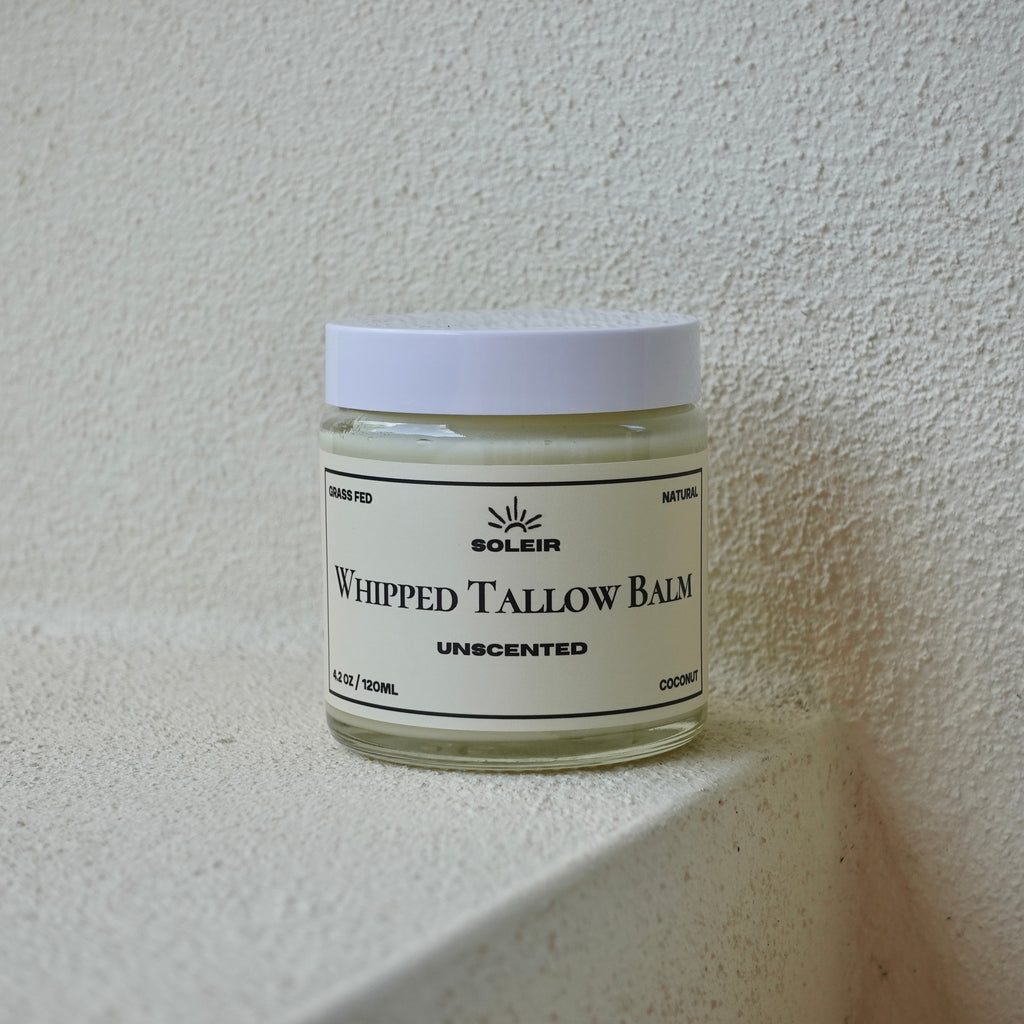 GRASS FED
NATURAL
SOLEIR
WHIPPED TALLOW BALM
UNSCENTED
4.2 OZ / 120ML
COCONUT